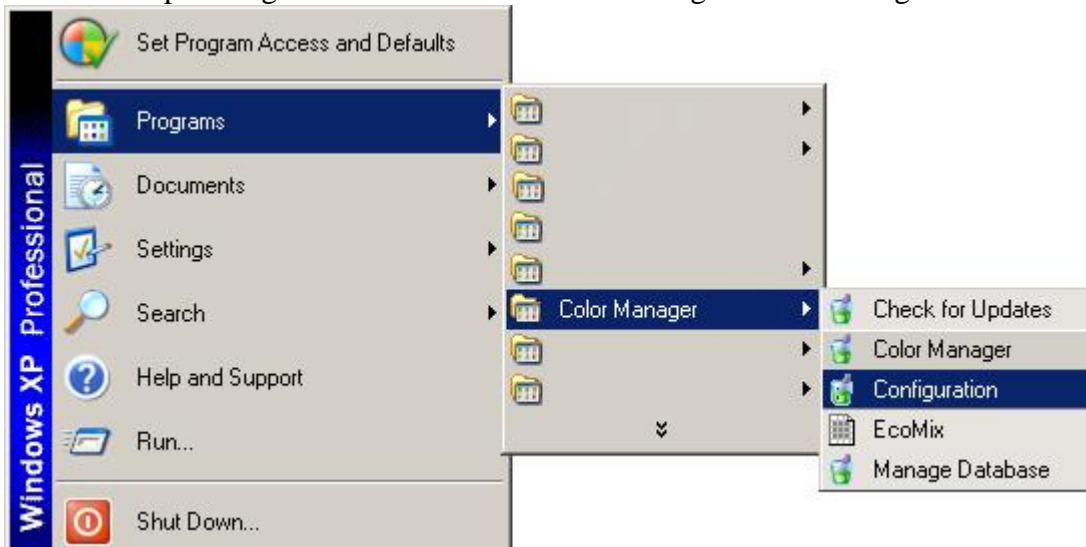 Set Program Access and Defaults
Programs
Documents
Settings
Search
Help and Support
Run...
Shut Down...
Windows XP Professional
Color Manager
Check for Updates
Color Manager
Configuration
EcoMix
Manage Database